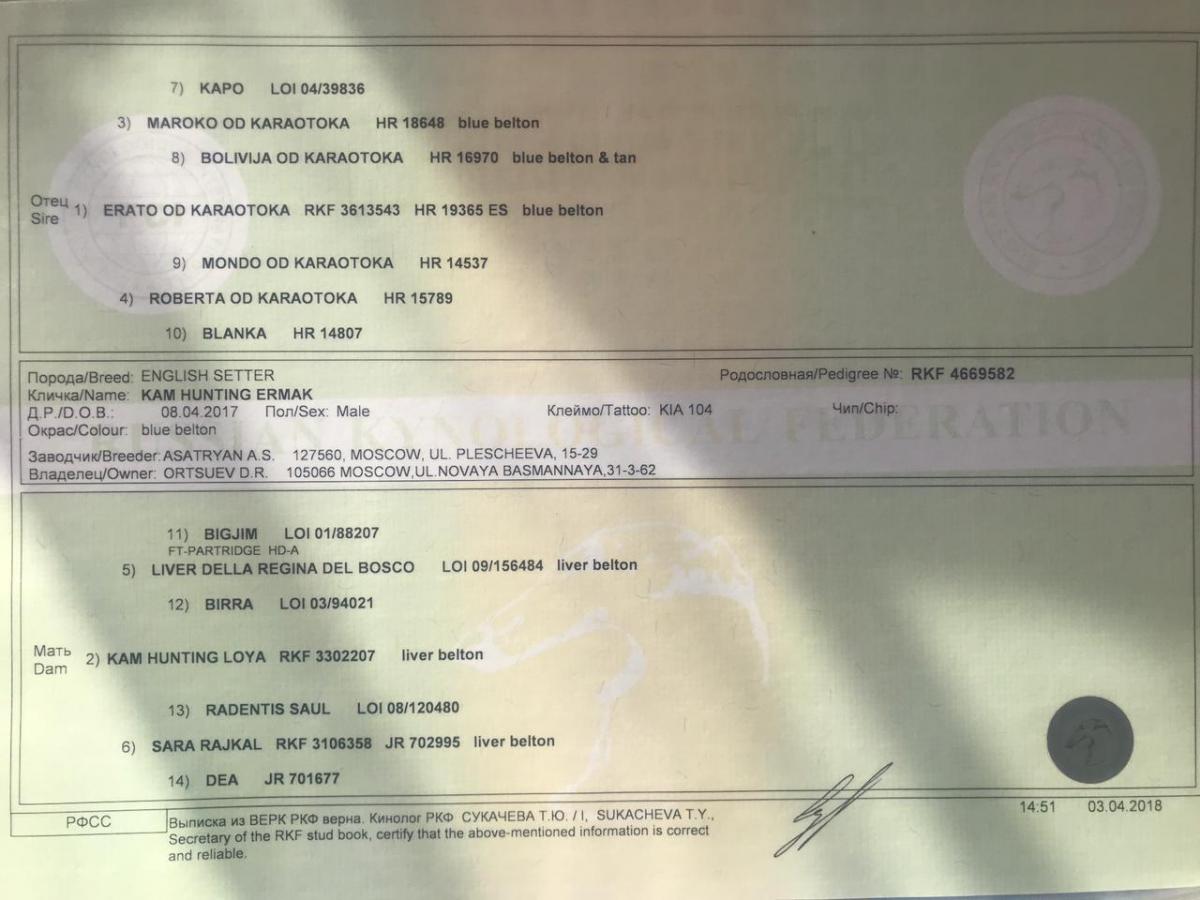 7) KAPO LOI 04/39836
3) MAROKO OD KARAOTOKA HR 18648 blue belton
8) BOLIVIJA OD KARAOTOKA HR 16970 blue belton & tan
Отец
Sire
1) ERATO OD KARAOTOKA RKF 3613543 HR 19365 ES blue belton
9) MONDO OD KARAOTOKA HR 14537
4) ROBERTA OD KARAOTOKA HR 15789
10) BLANKA HR 14807
Порода/Breed: ENGLISH SETTER Родословная/Pedigree №: RKF 4669582
Кличка/Name: KAM HUNTING ERMAK
Д.Р./D.O.B.: 08.04.2017 Пол/Sex: Male Клеймо/Tattoo: KIA 104 Чип/Chip:
Окрас/Colour: blue belton
RUSSIAN KYNOLOGICAL FEDERATION
Заводчик/Breeder: ASATRYAN A.S. 127560, MOSCOW, UL. PLESCHEEVA, 15-29
Владелец/Owner: ORTSUEV D.R. 105066 MOSCOW,UL.NOVAYA BASMANNAYA,31-3-62
11) BIGJIM LOI 01/88207
FT-PARTRIDGE HD-A
5) LIVER DELLA REGINA DEL BOSCO LOI 09/156484 liver belton
12) BIRRA LOI 03/94021
Мать
Dam
2) KAM HUNTING LOYA RKF 3302207 liver belton
13) RADENTIS SAUL LOI 08/120480
6) SARA RAJKAL RKF 3106358 JR 702995 liver belton
14) DEA JR 701677
14:51 03.04.2018
РФСС
Выписка из ВЕРК РКФ верна. Кинолог РКФ СУКАЧЕВА Т.Ю. / I, SUKACHEVA T.Y.,
Secretary of the RKF stud book, certify that the above-mentioned information is correct
and reliable.